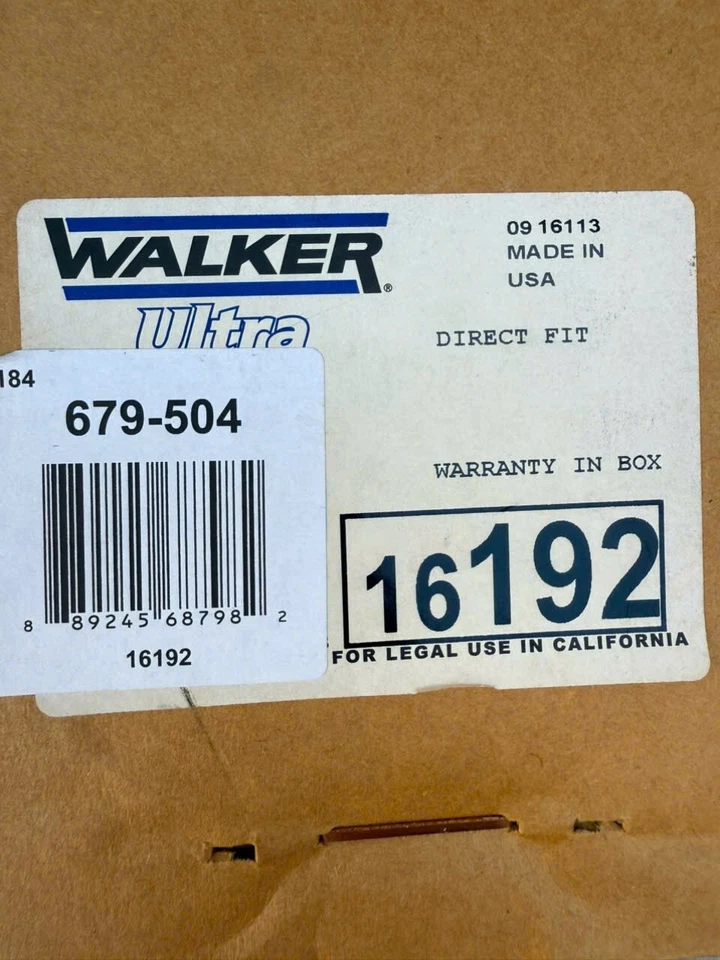 WALKER®
Ultra
09 16113
MADE IN
USA
DIRECT FIT
WARRANTY IN BOX
16192
FOR LEGAL USE IN CALIFORNIA
184
679-504
8 89245 68798 2
16192